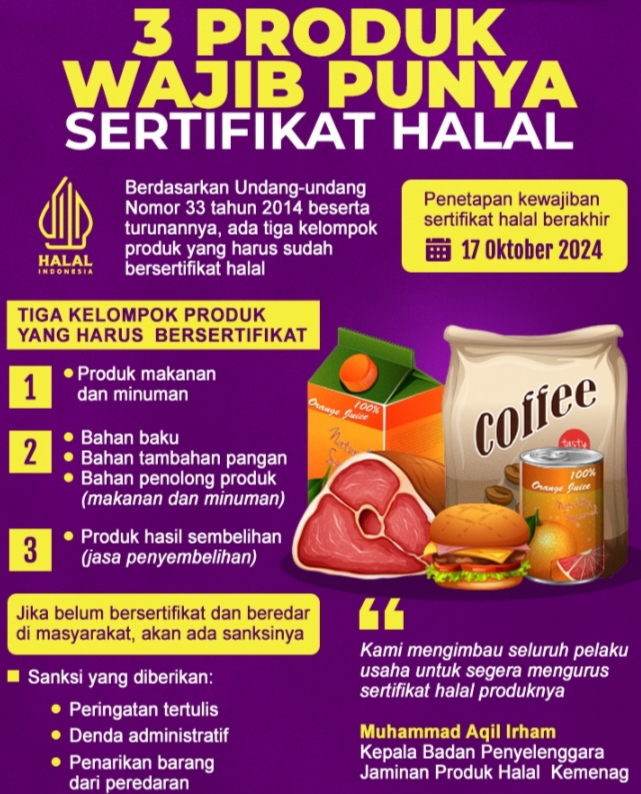 3 PRODUK
WAJIB PUNYA
SERTIFIKAT HALAL
HALAL
INDONESIA
Berdasarkan Undang-undang
Nomor 33 tahun 2014 beserta
turunannya, ada tiga kelompok
produk yang harus sudah
bersertifikat halal
Penetapan kewajiban
sertifikat halal berakhir
17 Oktober 2024
TIGA KELOMPOK PRODUK
YANG HARUS BERSERTIFIKAT
1
Produk makanan
dan minuman
2
Bahan baku
Bahan tambahan pangan
Bahan penolong produk
(makanan dan minuman)
3
Produk hasil sembelihan
(jasa penyembelihan)
100%
Orange Juice
coffee
tasty
100%
Orange Juice
Jika belum bersertifikat dan beredar
di masyarakat, akan ada sanksinya
Sanksi yang diberikan:
Peringatan tertulis
Denda administratif
Penarikan barang
dari peredaran
“
Kami mengimbau seluruh pelaku
usaha untuk segera mengurus
sertifikat halal produknya
Muhammad Aqil Irham
Kepala Badan Penyelenggara
Jaminan Produk Halal Kemenag